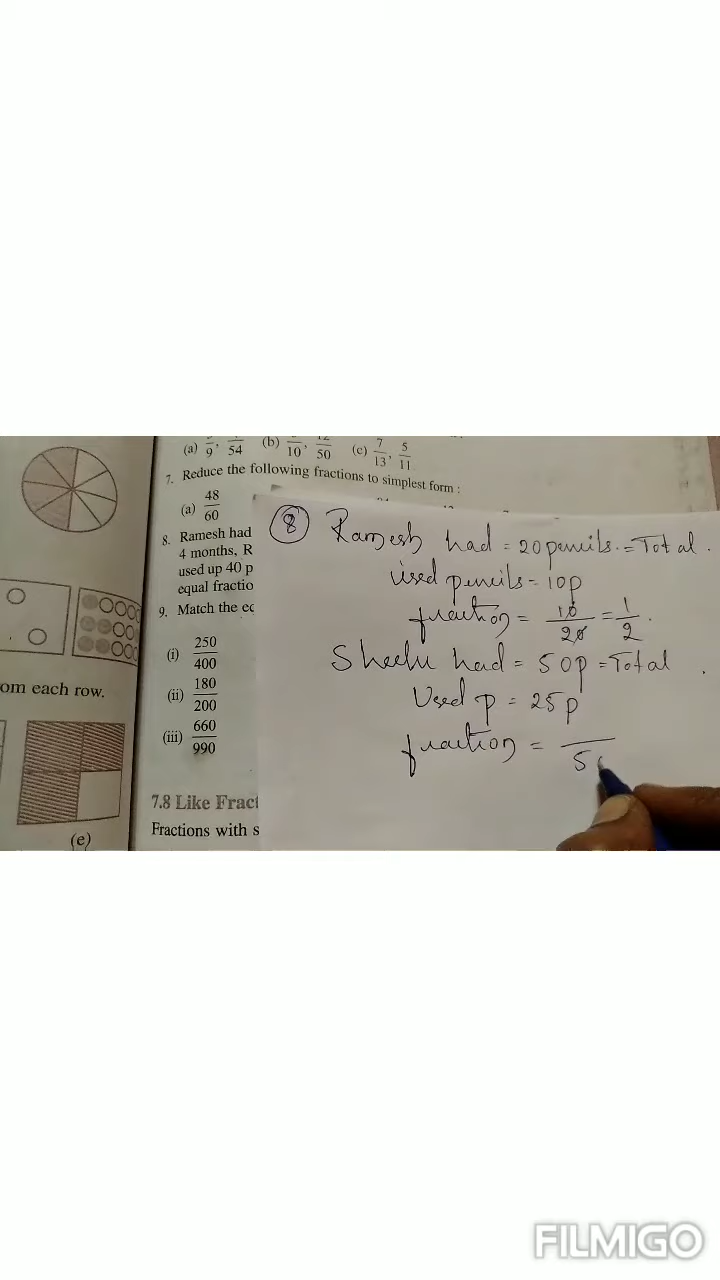 (a) 9, 54 (b) 10, 12/50 (c) 7/13, 5/11
7. Reduce the following fractions to simplest form :
(a) 48/60
8. Ramesh had
4 months, R
used up 40 p
equal fractio
9. Match the eq
(i) 250/400
(ii) 180/200
(iii) 660/990
7.8 Like Fract
Fractions with s
om each row.
(e)
⑧ Ramesh had = 20 pencils. = Total.
Used pencils = 10p
fraction = 10/20 = 1/2.
Sheelu had = 50p = Total.
Used p = 25p
fraction = /5
FILMIGO